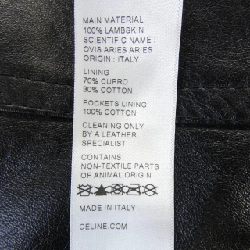 MAIN MATERIAL
100% LAMBSKIN
SCIENTIFIC NAME:
OVIS ARIES ARIES
ORIGIN: ITALY
LINING
70% CUPRO
30% COTTON
POCKETS LINING
100% COTTON
CLEANING ONLY
BY A LEATHER
SPECIALIST
CONTAINS
NON-TEXTILE PARTS
OF ANIMAL ORIGIN
MADE IN ITALY
CELINE.COM